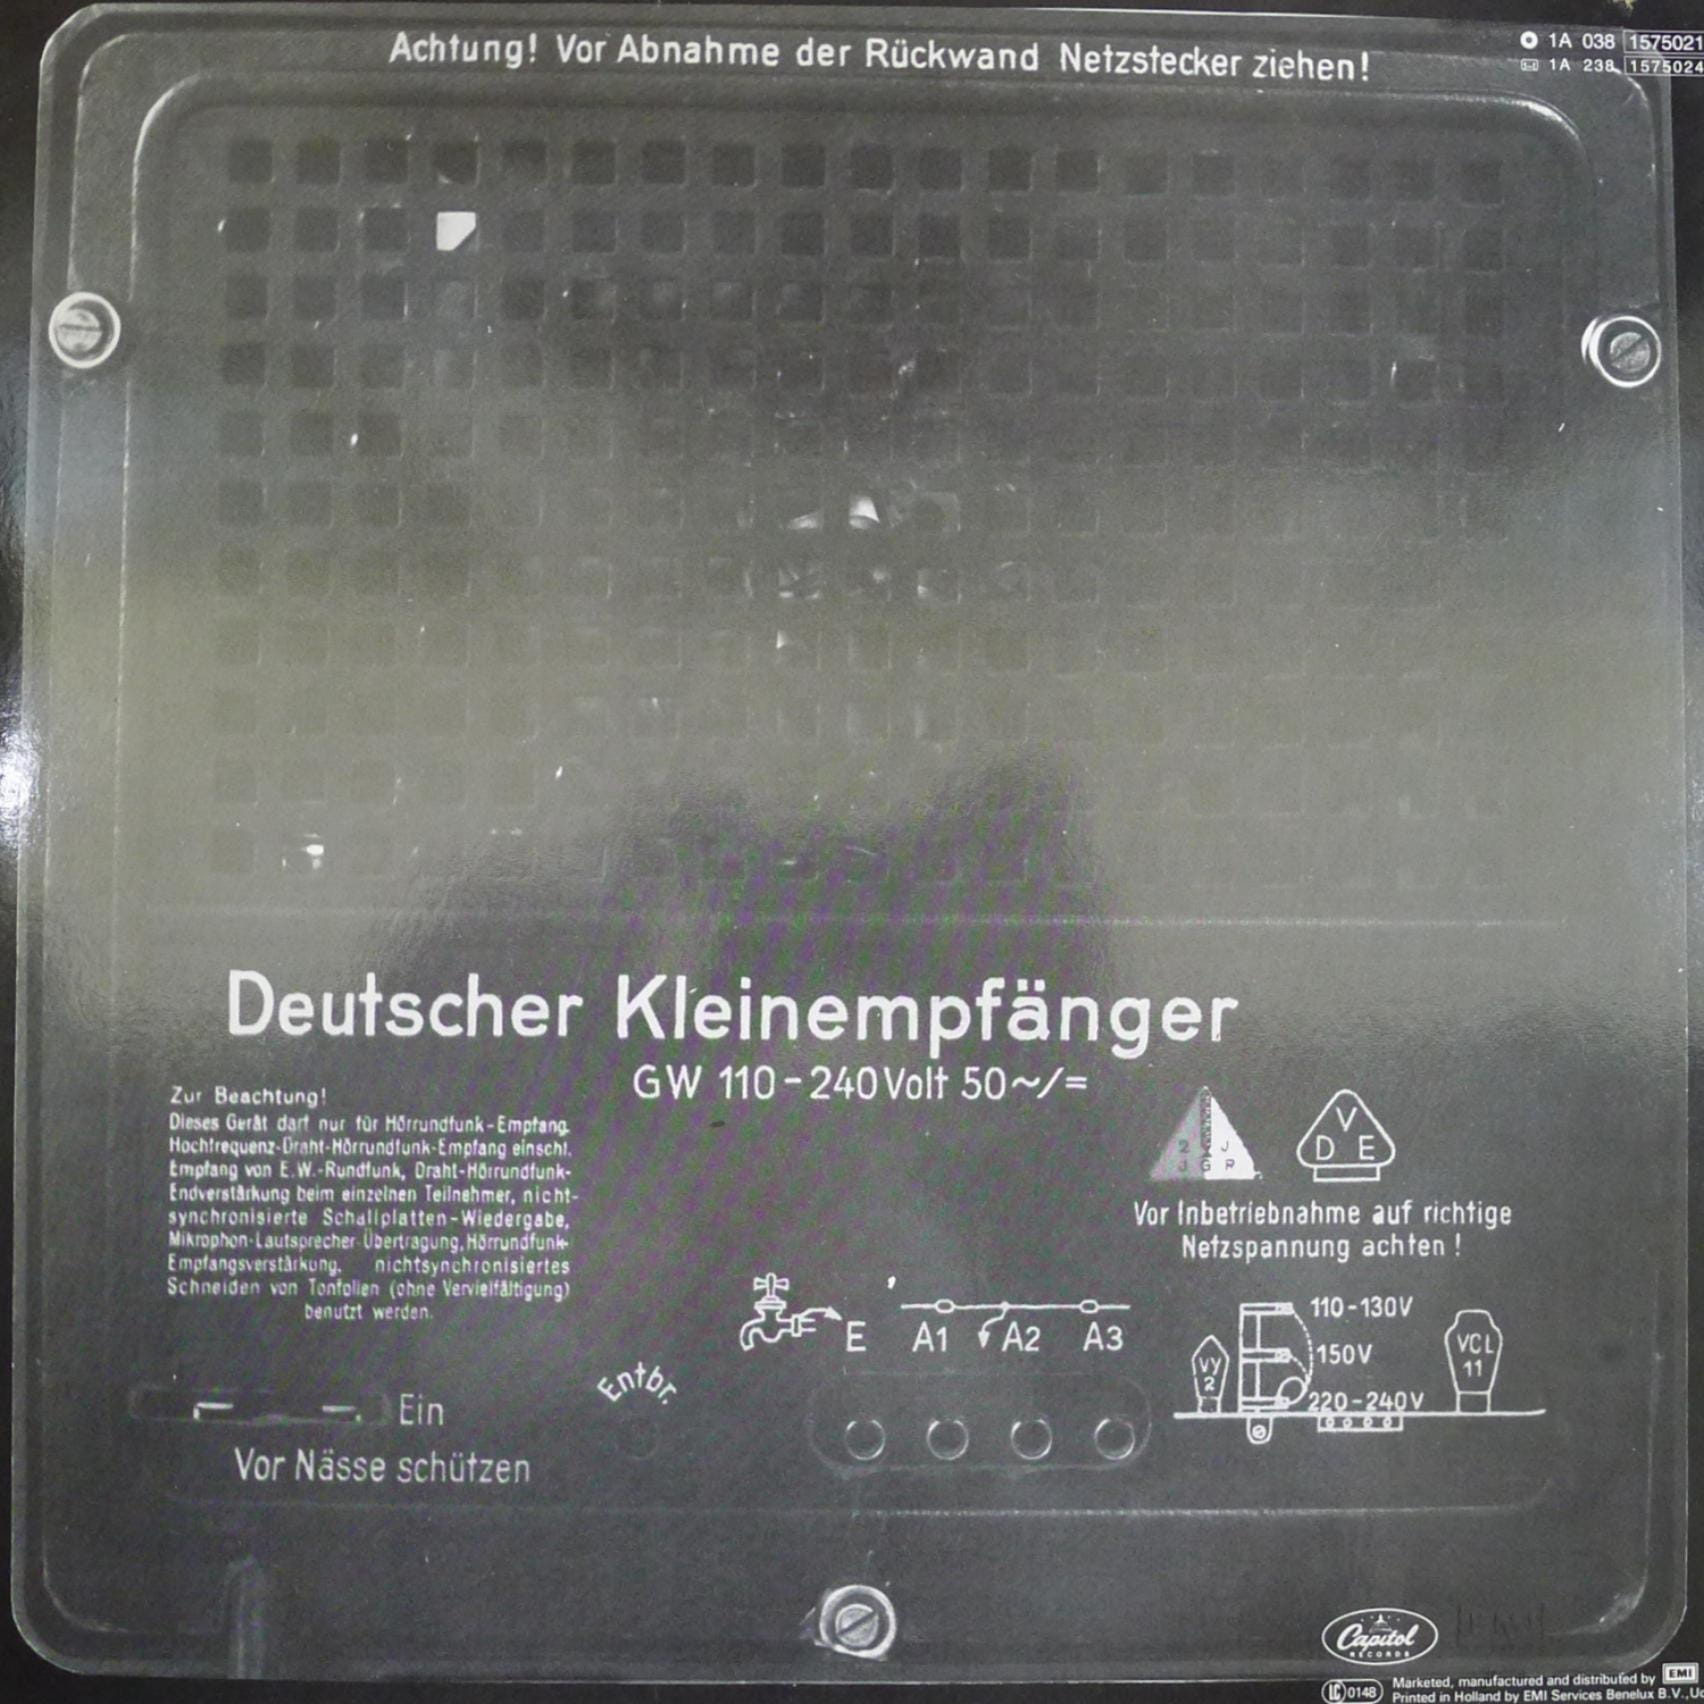 Achtung! Vor Abnahme der Rückwand Netzstecker ziehen!
1A 038 1575021
1A 238 1575024
Deutscher Kleinempfänger
GW 110-240 Volt 50~/=
Zur Beachtung!
Dieses Gerät darf nur für Hörrundfunk-Empfang.
Hochfrequenz-Draht-Hörrundfunk-Empfang einschl.
Empfang von E.W.-Rundfunk, Draht-Hörrundfunk-
Endverstärkung beim einzelnen Teilnehmer, nicht-
synchronisierte Schallplatten-Wiedergabe,
Mikrophon-Lautsprecher-Übertragung, Hörrundfunk-
Empfangsverstärkung, nichtsynchronisiertes
Schneiden von Tonfolien (ohne Vervielfältigung)
benutzt werden.
2 J
J G R
V
D E
Vor Inbetriebnahme auf richtige
Netzspannung achten!
E A1 A2 A3
110-130V
150V
220-240V
VY
2
VCL
11
Entbr.
Ein
Vor Nässe schützen
Capitol
RECORDS
EMI
LC 0148
Marketed, manufactured and distributed by
Printed in Holland by EMI Services Benelux B.V.,